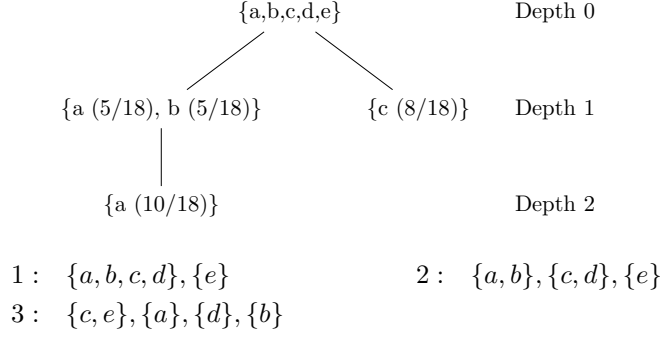 {a,b,c,d,e} Depth 0
{a (5/18), b (5/18)} {c (8/18)} Depth 1
{a (10/18)} Depth 2
1 : {a, b, c, d}, {e} 2 : {a, b}, {c, d}, {e}
3 : {c, e}, {a}, {d}, {b}